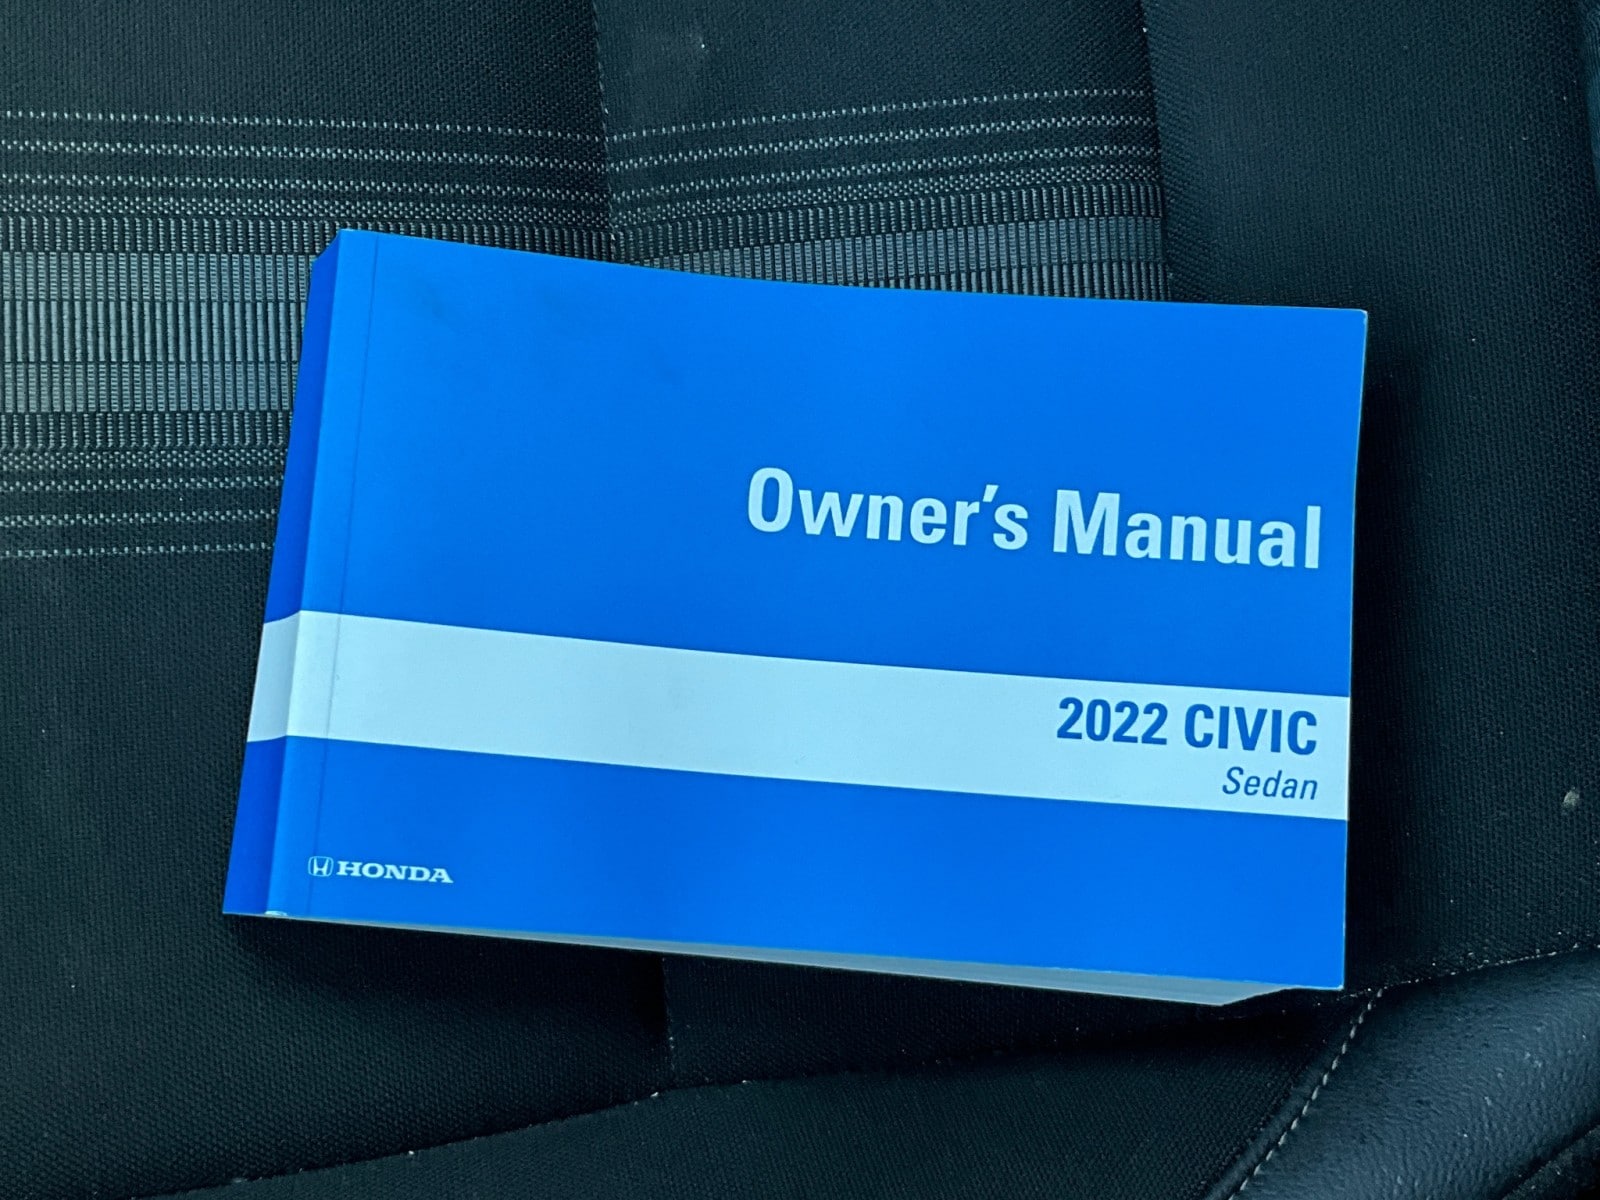 Owner's Manual
2022 CIVIC
Sedan
HONDA